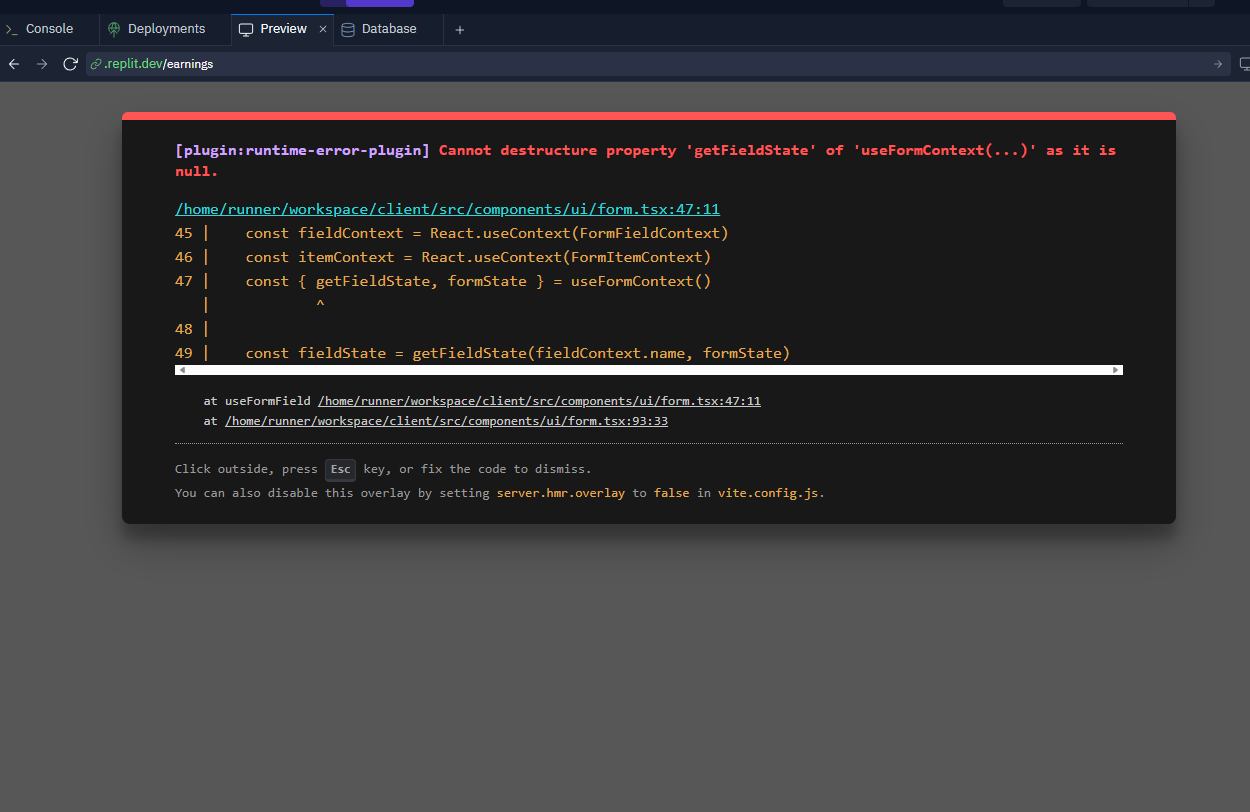 Console
Deployments
Preview
Database
.replit.dev/earnings
[plugin:runtime-error-plugin] Cannot destructure property 'getFieldState' of 'useFormContext(...)' as it is
null.
/home/runner/workspace/client/src/components/ui/form.tsx:47:11
45 |    const fieldContext = React.useContext(FormFieldContext)
46 |    const itemContext = React.useContext(FormItemContext)
47 |    const { getFieldState, formState } = useFormContext()
   |            ^
48 |
49 |    const fieldState = getFieldState(fieldContext.name, formState)
at useFormField /home/runner/workspace/client/src/components/ui/form.tsx:47:11
at /home/runner/workspace/client/src/components/ui/form.tsx:93:33
Click outside, press Esc key, or fix the code to dismiss.
You can also disable this overlay by setting server.hmr.overlay to false in vite.config.js.